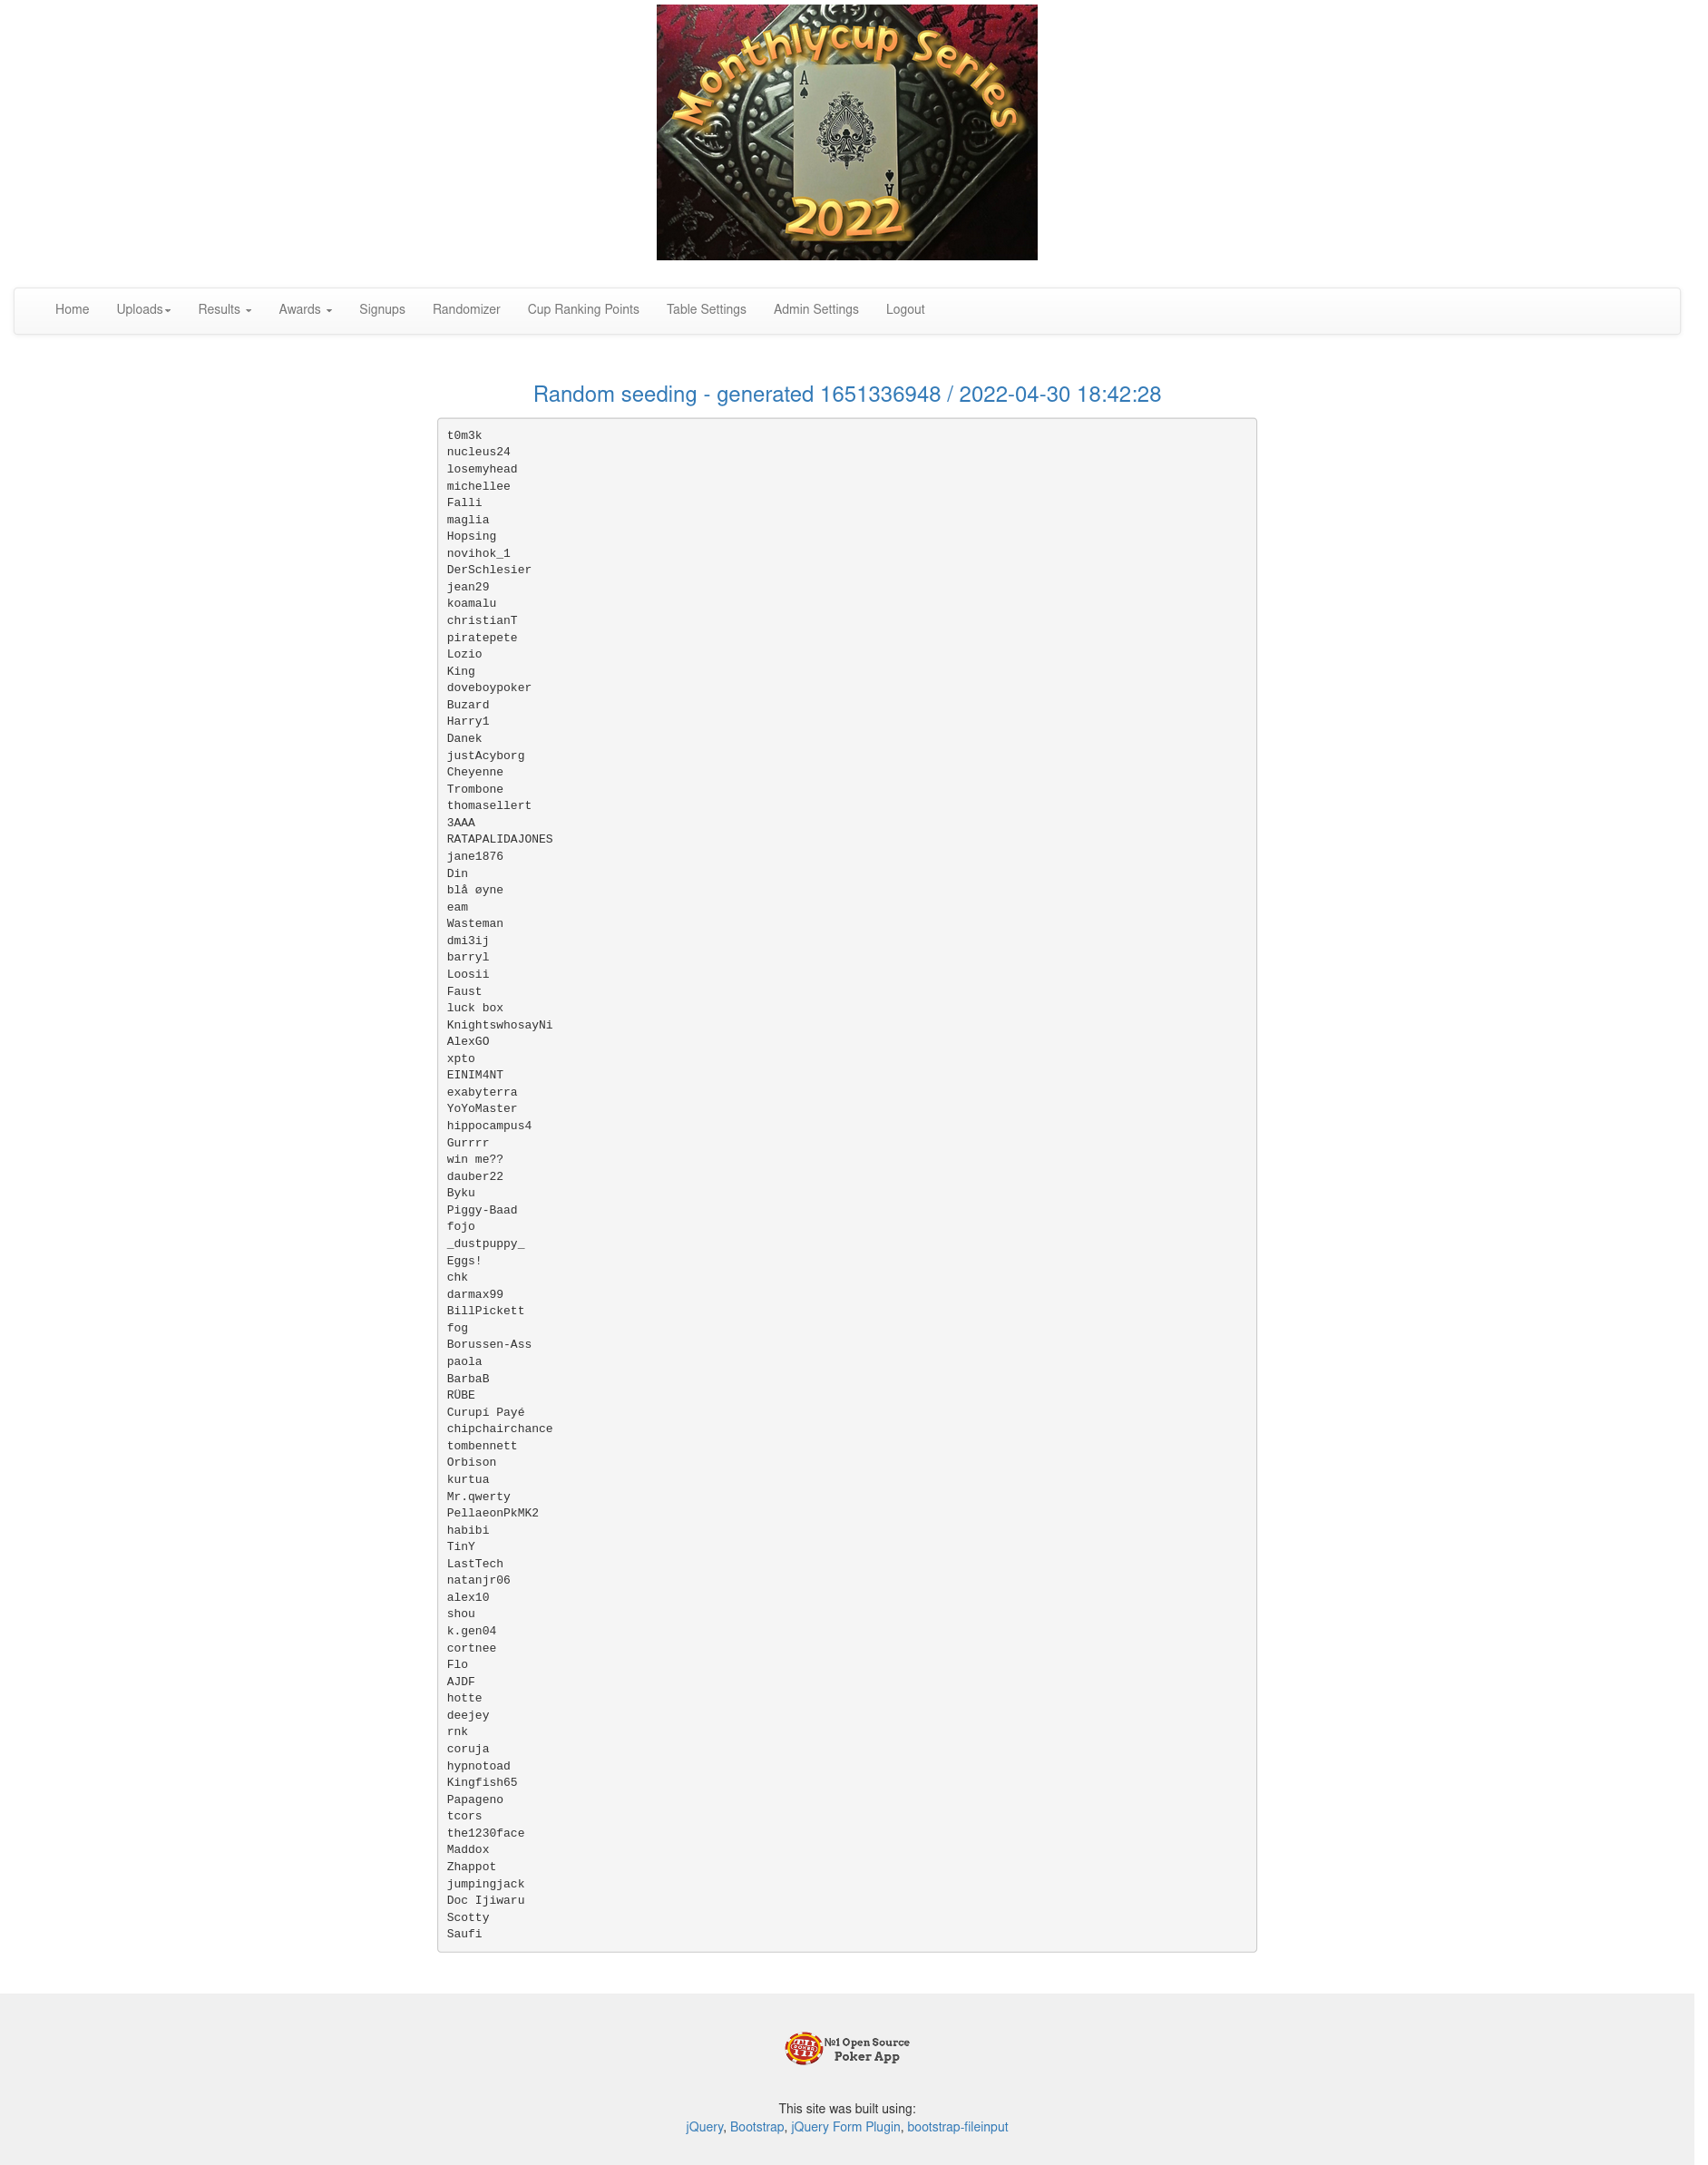 Monthlycup Series
A
A
2022
Home Uploads Results Awards Signups Randomizer Cup Ranking Points Table Settings Admin Settings Logout
Random seeding - generated 1651336948 / 2022-04-30 18:42:28
t0m3k
nucleus24
losemyhead
michellee
Falli
maglia
Hopsing
novihok_1
DerSchlesier
jean29
koamalu
christianT
piratepete
Lozio
King
doveboypoker
Buzard
Harry1
Danek
justAcyborg
Cheyenne
Trombone
thomasellert
3AAA
RATAPALIDAJONES
jane1876
Din
blå øyne
eam
Wasteman
dmi3ij
barryl
Loosii
Faust
luck box
KnightswhosayNi
AlexGO
xpto
EINIM4NT
exabyterra
YoYoMaster
hippocampus4
Gurrrr
win me??
dauber22
Byku
Piggy-Baad
fojo
_dustpuppy_
Eggs!
chk
darmax99
BillPickett
fog
Borussen-Ass
paola
BarbaB
RÜBE
Curupí Payé
chipchairchance
tombennett
Orbison
kurtua
Mr.qwerty
PellaeonPkMK2
habibi
TinY
LastTech
natanjr06
alex10
shou
k.gen04
cortnee
Flo
AJDF
hotte
deejey
rnk
coruja
hypnotoad
Kingfish65
Papageno
tcors
the1230face
Maddox
Zhappot
jumpingjack
Doc Ijiwaru
Scotty
Saufi
№1 Open Source
Poker App
This site was built using:
jQuery, Bootstrap, jQuery Form Plugin, bootstrap-fileinput